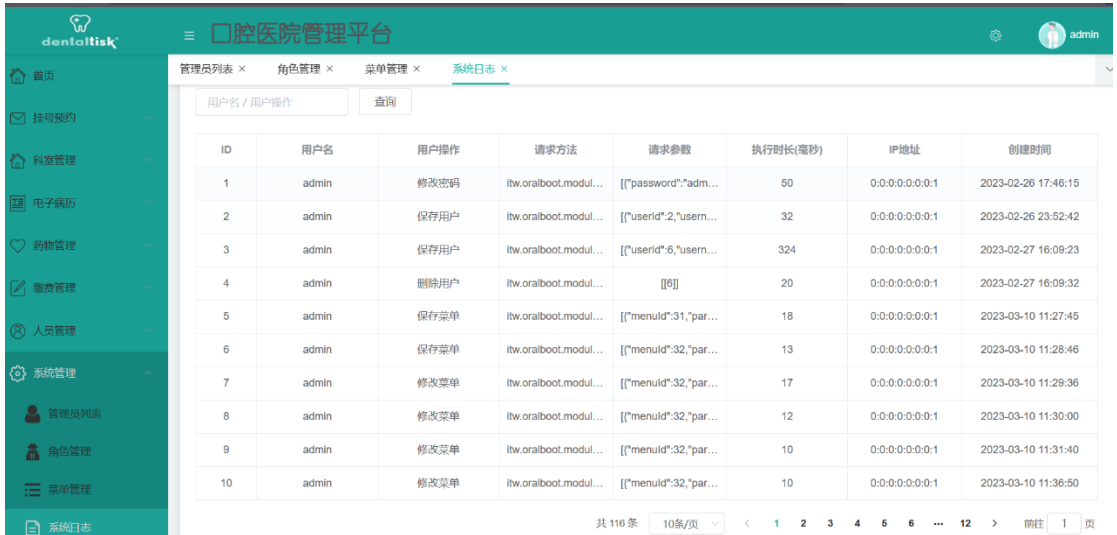 dentaltisk
口腔医院管理平台
admin
首页
挂号预约
科室管理
电子病历
药物管理
缴费管理
人员管理
系统管理
管理员列表
角色管理
菜单管理
系统日志
管理员列表 × 角色管理 × 菜单管理 × 系统日志 ×
用户名 / 用户操作 查询
ID 用户名 用户操作 请求方法 请求参数 执行时长(毫秒) IP地址 创建时间
1 admin 修改密码 itw.oralboot.modul... [{"password":"adm... 50 0:0:0:0:0:0:0:1 2023-02-26 17:46:15
2 admin 保存用户 itw.oralboot.modul... [{"userId":2,"usern... 32 0:0:0:0:0:0:0:1 2023-02-26 23:52:42
3 admin 保存用户 itw.oralboot.modul... [{"userId":6,"usern... 324 0:0:0:0:0:0:0:1 2023-02-27 16:09:23
4 admin 删除用户 itw.oralboot.modul... [[6]] 20 0:0:0:0:0:0:0:1 2023-02-27 16:09:32
5 admin 保存菜单 itw.oralboot.modul... [{"menuId":31,"par... 18 0:0:0:0:0:0:0:1 2023-03-10 11:27:45
6 admin 保存菜单 itw.oralboot.modul... [{"menuId":32,"par... 13 0:0:0:0:0:0:0:1 2023-03-10 11:28:46
7 admin 修改菜单 itw.oralboot.modul... [{"menuId":32,"par... 17 0:0:0:0:0:0:0:1 2023-03-10 11:29:36
8 admin 修改菜单 itw.oralboot.modul... [{"menuId":32,"par... 12 0:0:0:0:0:0:0:1 2023-03-10 11:30:00
9 admin 修改菜单 itw.oralboot.modul... [{"menuId":32,"par... 10 0:0:0:0:0:0:0:1 2023-03-10 11:31:40
10 admin 修改菜单 itw.oralboot.modul... [{"menuId":32,"par... 10 0:0:0:0:0:0:0:1 2023-03-10 11:36:50
共 116 条 10条/页 < 1 2 3 4 5 6 ... 12 > 前往 1 页